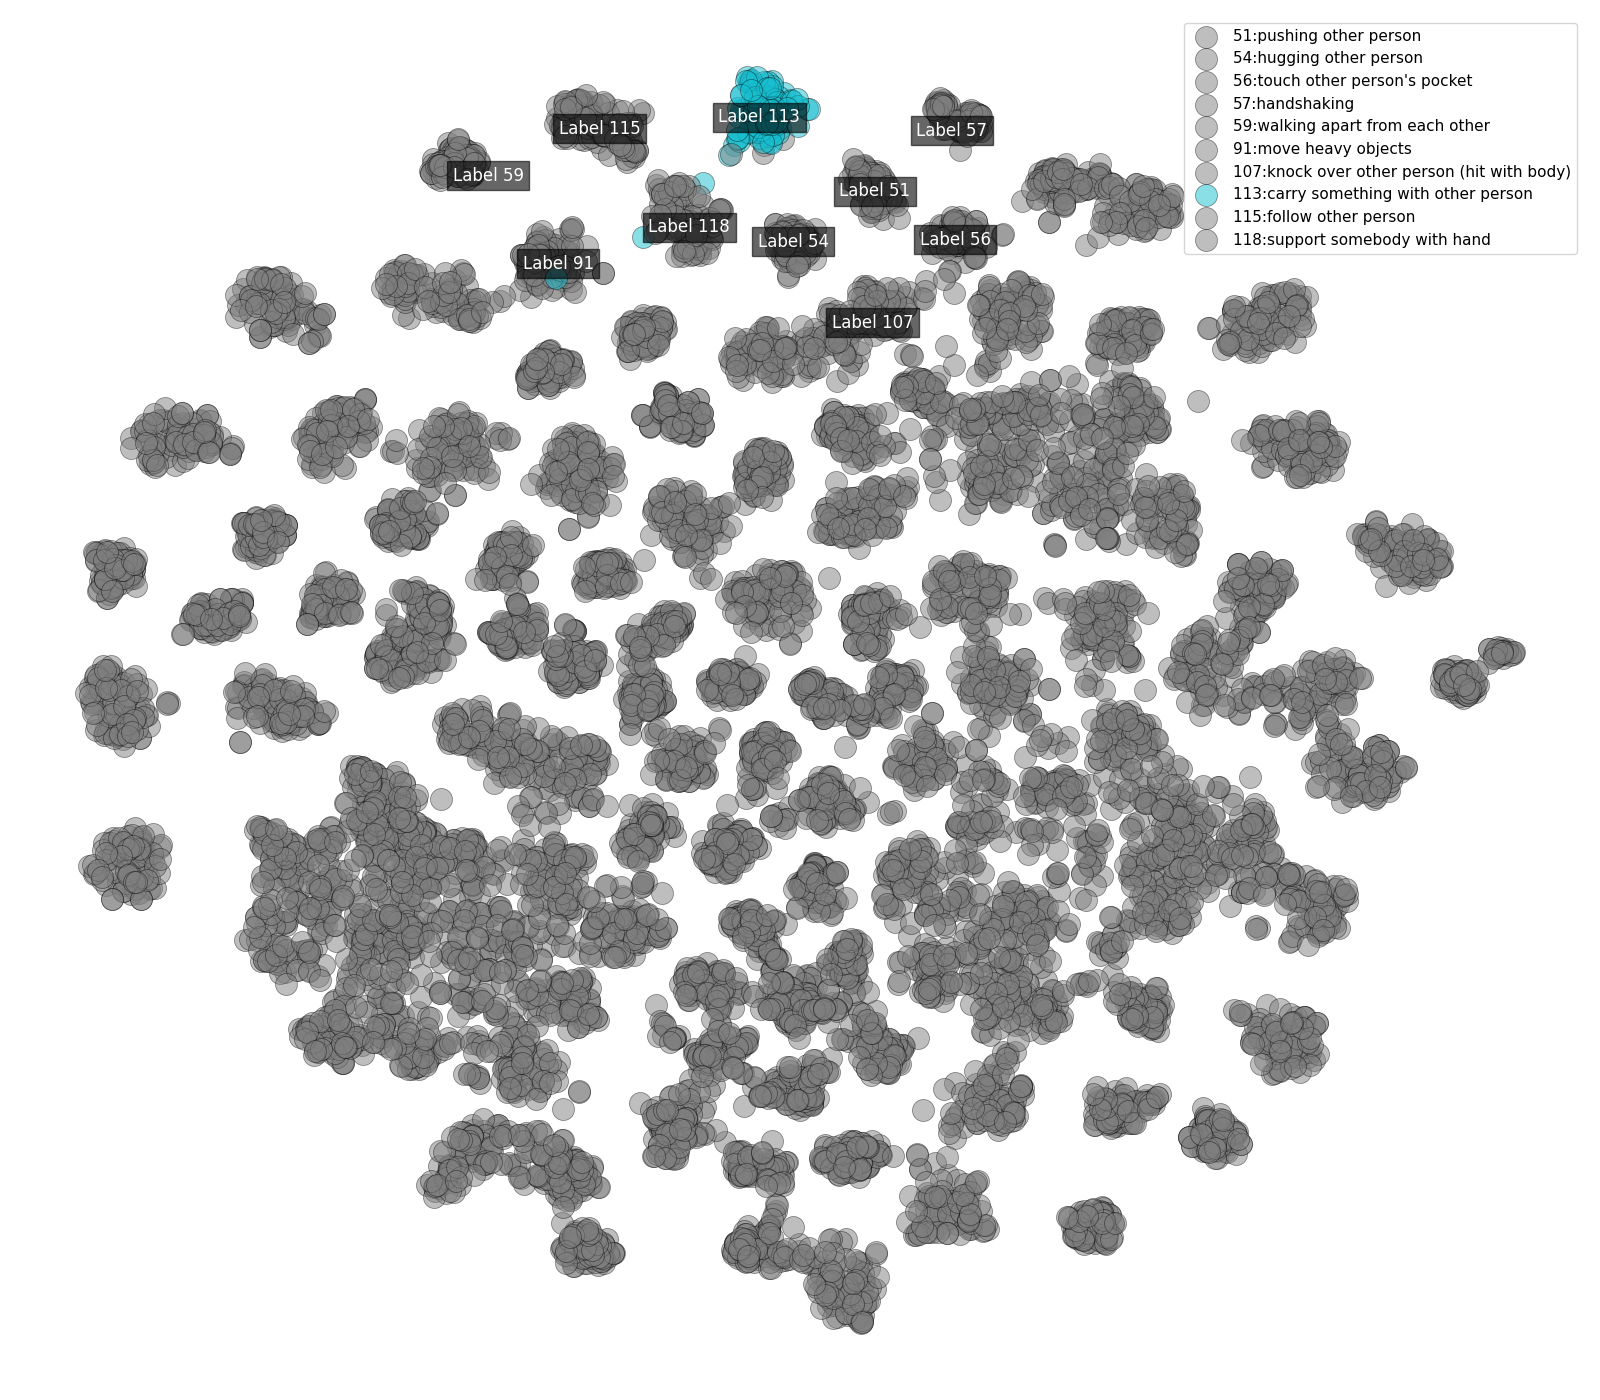 51:pushing other person
54:hugging other person
56:touch other person's pocket
57:handshaking
59:walking apart from each other
91:move heavy objects
107:knock over other person (hit with body)
113:carry something with other person
115:follow other person
118:support somebody with hand
Label 113
Label 115
Label 57
Label 59
Label 51
Label 118
Label 54
Label 56
Label 91
Label 107